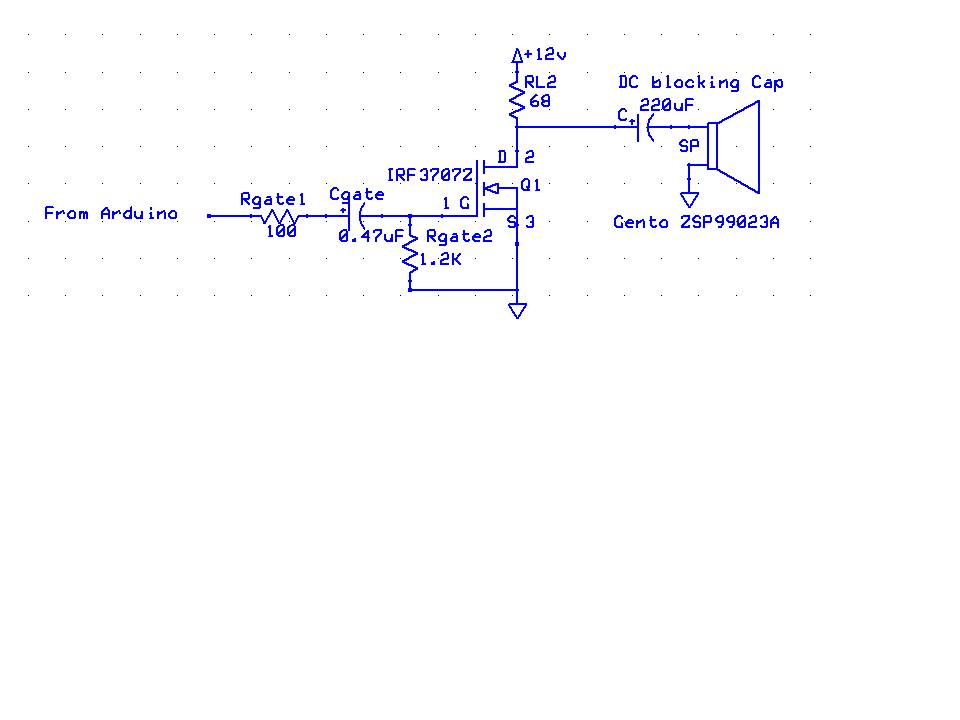 +12v
RL2
68
DC blocking Cap
220uF
C
+
SP
D 2
IRF3707Z
Q1
1 G
S 3
Gento ZSP99023A
From Arduino
Rgate1
100
Cgate
+
0.47uF
Rgate2
1.2K